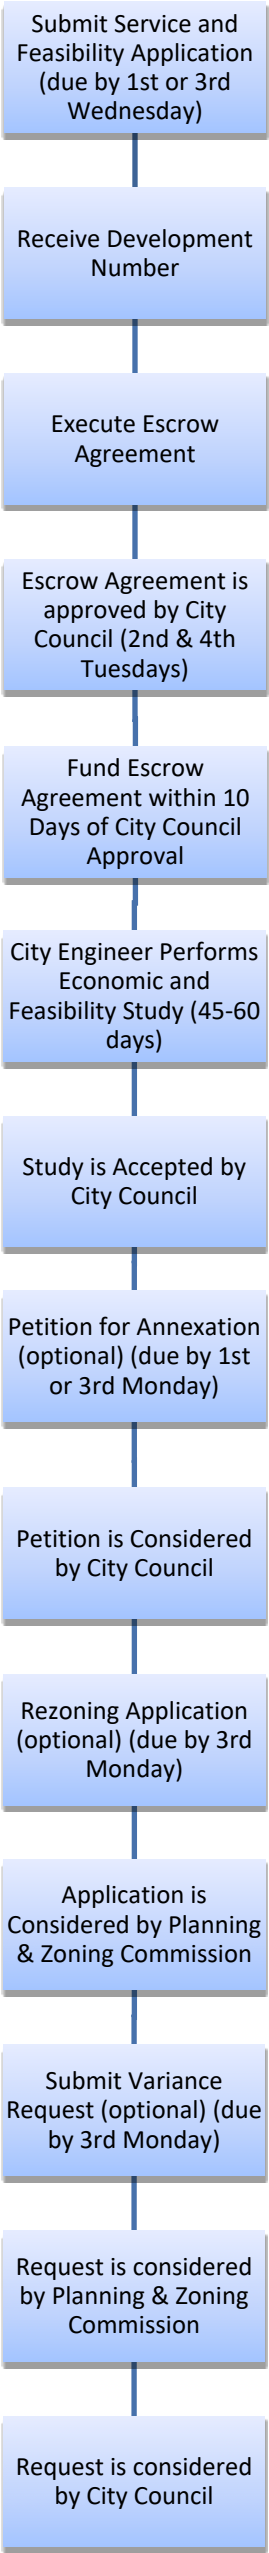 Submit Service and
Feasibility Application
(due by 1st or 3rd
Wednesday)
Receive Development
Number
Execute Escrow
Agreement
Escrow Agreement is
approved by City
Council (2nd & 4th
Tuesdays)
Fund Escrow
Agreement within 10
Days of City Council
Approval
City Engineer Performs
Economic and
Feasibility Study (45-60
days)
Study is Accepted by
City Council
Petition for Annexation
(optional) (due by 1st
or 3rd Monday)
Petition is Considered
by City Council
Rezoning Application
(optional) (due by 3rd
Monday)
Application is
Considered by Planning
& Zoning Commission
Submit Variance
Request (optional) (due
by 3rd Monday)
Request is considered
by Planning & Zoning
Commission
Request is considered
by City Council